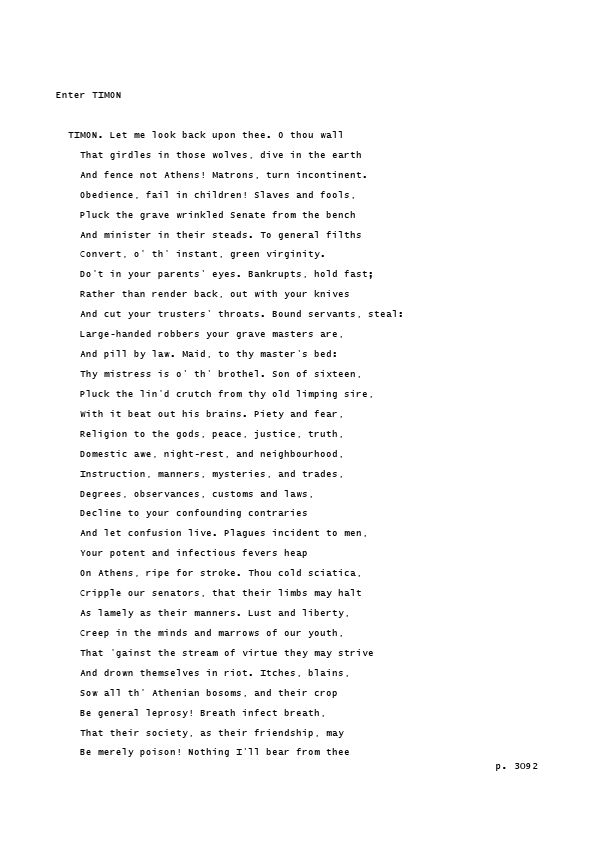 Enter TIMON
TIMON. Let me look back upon thee. O thou wall
That girdles in those wolves, dive in the earth
And fence not Athens! Matrons, turn incontinent.
Obedience, fail in children! Slaves and fools,
Pluck the grave wrinkled Senate from the bench
And minister in their steads. To general filths
Convert, o' th' instant, green virginity.
Do't in your parents' eyes. Bankrupts, hold fast;
Rather than render back, out with your knives
And cut your trusters' throats. Bound servants, steal:
Large-handed robbers your grave masters are,
And pill by law. Maid, to thy master's bed:
Thy mistress is o' th' brothel. Son of sixteen,
Pluck the lin'd crutch from thy old limping sire,
With it beat out his brains. Piety and fear,
Religion to the gods, peace, justice, truth,
Domestic awe, night-rest, and neighbourhood,
Instruction, manners, mysteries, and trades,
Degrees, observances, customs and laws,
Decline to your confounding contraries
And let confusion live. Plagues incident to men,
Your potent and infectious fevers heap
On Athens, ripe for stroke. Thou cold sciatica,
Cripple our senators, that their limbs may halt
As lamely as their manners. Lust and liberty,
Creep in the minds and marrows of our youth,
That 'gainst the stream of virtue they may strive
And drown themselves in riot. Itches, blains,
Sow all th' Athenian bosoms, and their crop
Be general leprosy! Breath infect breath,
That their society, as their friendship, may
Be merely poison! Nothing I'll bear from thee
p. 3092